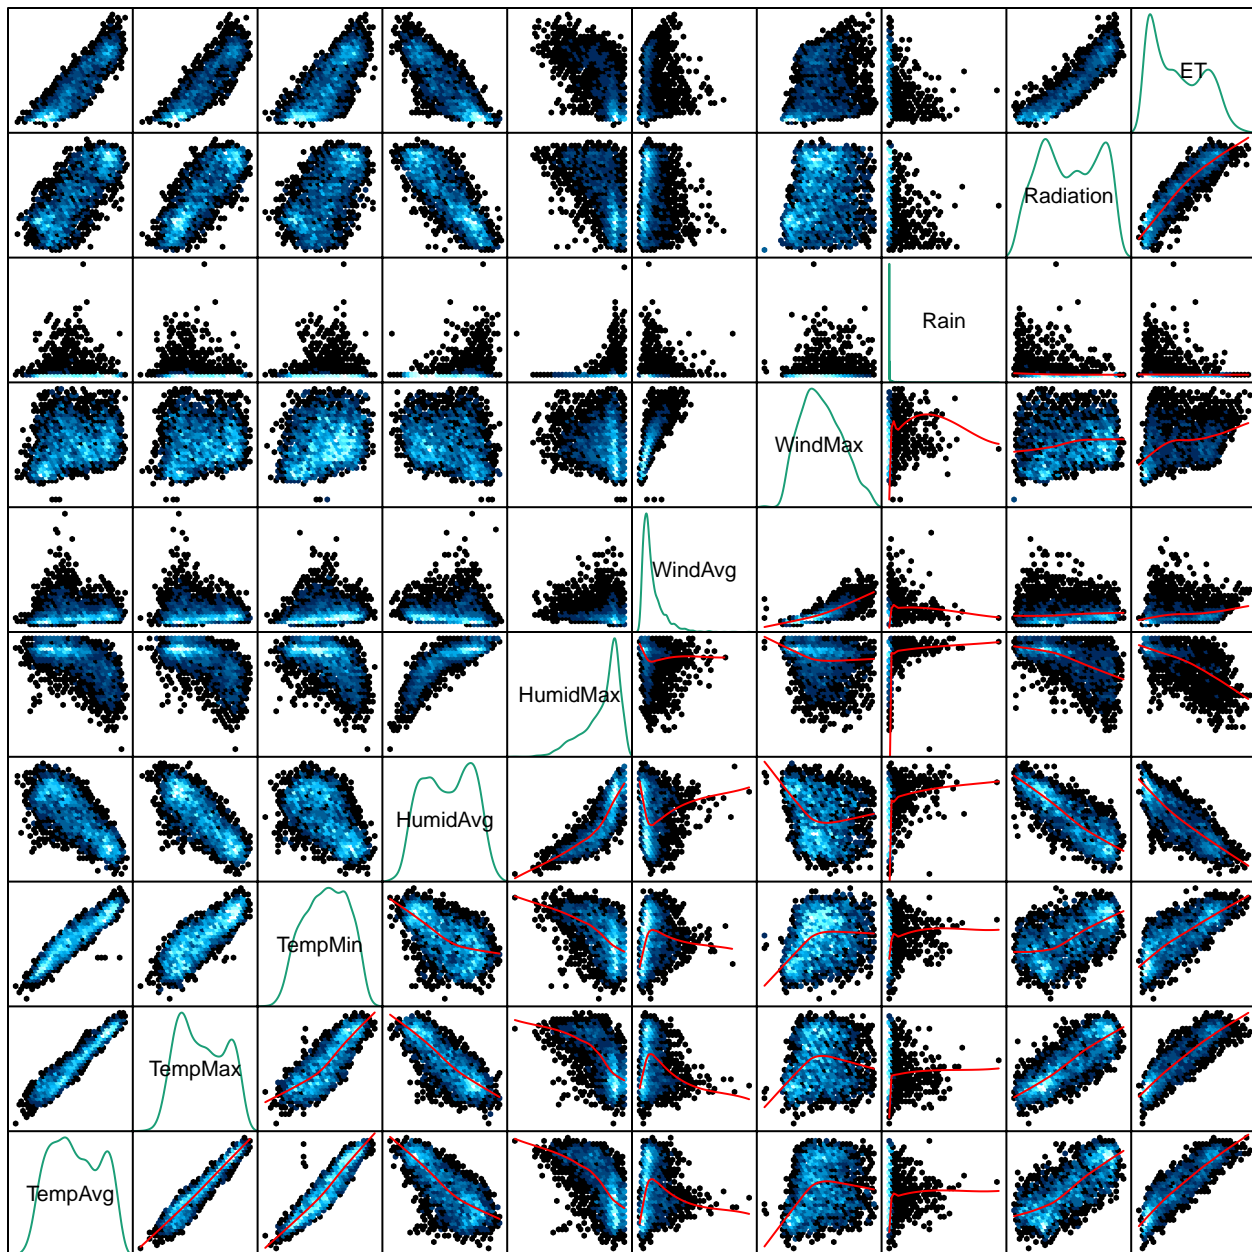 ET
Radiation
Rain
WindMax
WindAvg
HumidMax
HumidAvg
TempMin
TempMax
TempAvg